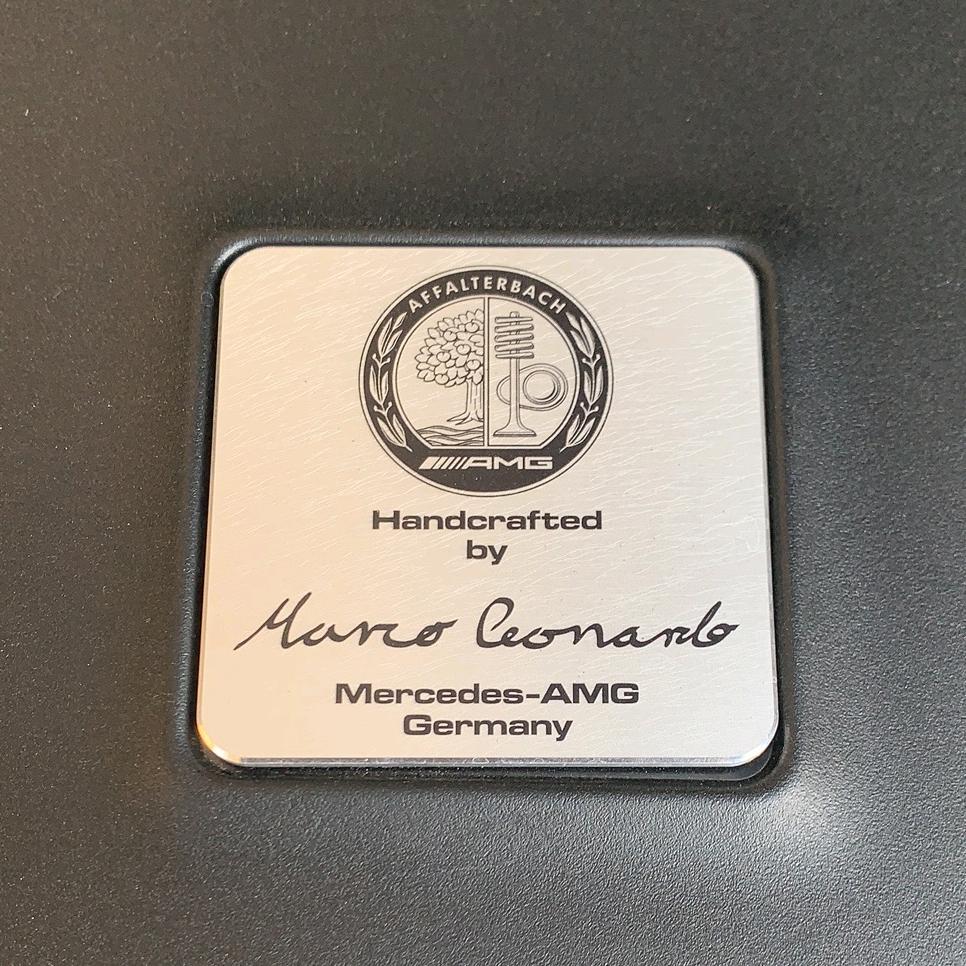 AFFALTERBACH
AMG
Handcrafted
by
Marco Leonardo
Mercedes-AMG
Germany